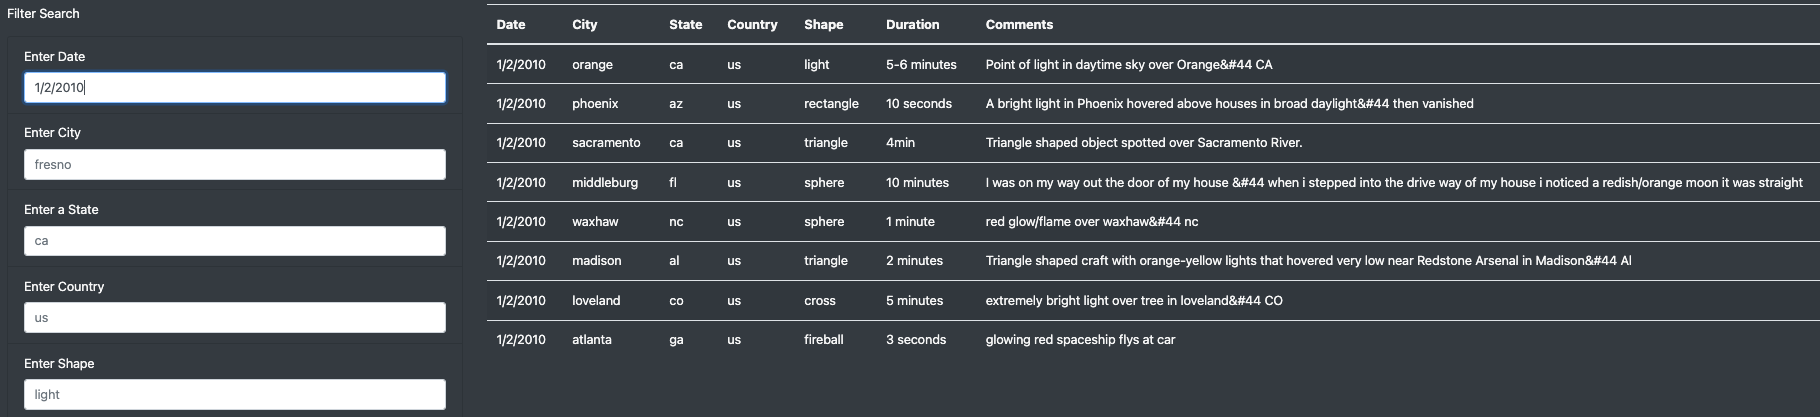 Filter Search
Enter Date
1/2/2010
Enter City
fresno
Enter a State
ca
Enter Country
us
Enter Shape
light
Date City State Country Shape Duration Comments
1/2/2010 orange ca us light 5-6 minutes Point of light in daytime sky over Orange&#44 CA
1/2/2010 phoenix az us rectangle 10 seconds A bright light in Phoenix hovered above houses in broad daylight&#44 then vanished
1/2/2010 sacramento ca us triangle 4min Triangle shaped object spotted over Sacramento River.
1/2/2010 middleburg fl us sphere 10 minutes I was on my way out the door of my house &#44 when i stepped into the drive way of my house i noticed a redish/orange moon it was straight
1/2/2010 waxhaw nc us sphere 1 minute red glow/flame over waxhaw&#44 nc
1/2/2010 madison al us triangle 2 minutes Triangle shaped craft with orange-yellow lights that hovered very low near Redstone Arsenal in Madison&#44 Al
1/2/2010 loveland co us cross 5 minutes extremely bright light over tree in loveland&#44 CO
1/2/2010 atlanta ga us fireball 3 seconds glowing red spaceship flys at car